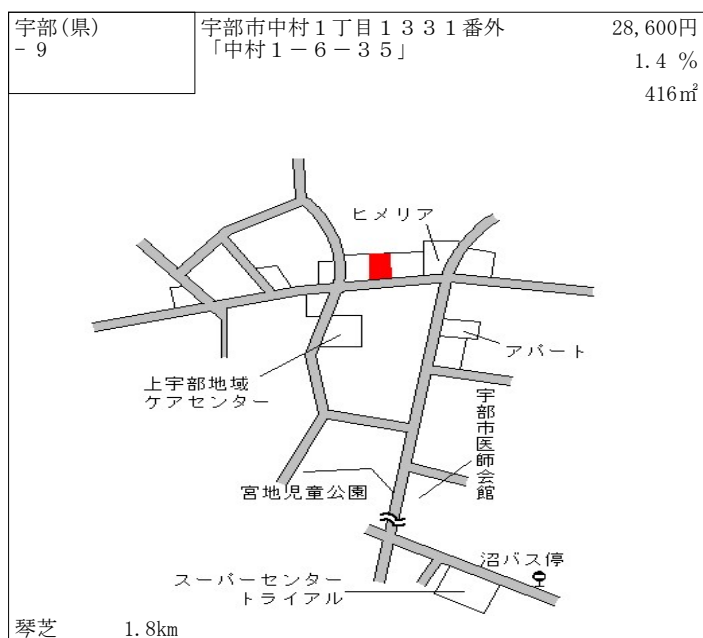 宇部(県)
- 9
宇部市中村１丁目１３３１番外
「中村１－６－３５」
28,600円
1.4 %
416㎡
ヒメリア
アパート
上宇部地域
ケアセンター
宇部市医師会館
宮地児童公園
沼バス停
スーパーセンター
トライアル
琴芝 1.8km